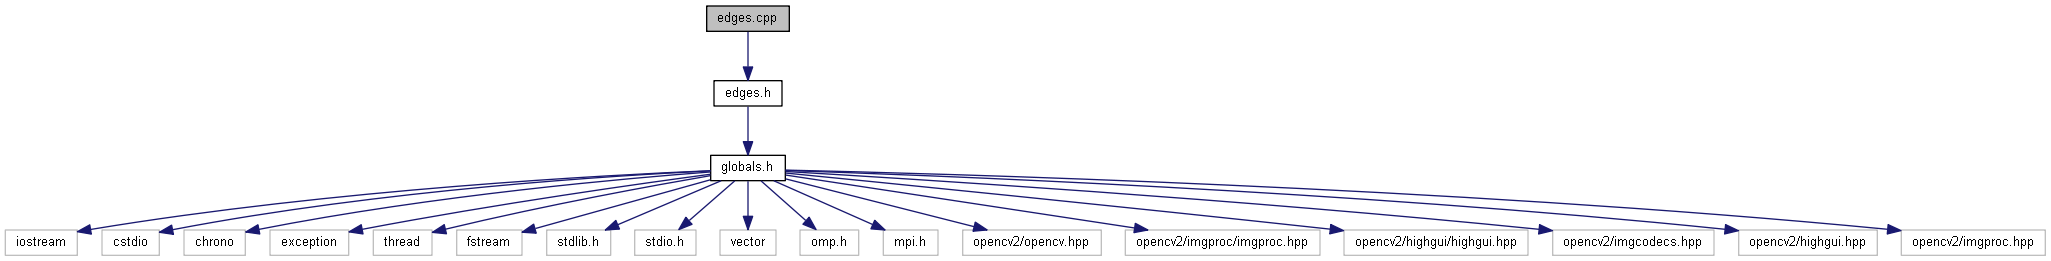 edges.cpp
edges.h
globals.h
iostream
cstdio
chrono
exception
thread
fstream
stdlib.h
stdio.h
vector
omp.h
mpi.h
opencv2/opencv.hpp
opencv2/imgproc/imgproc.hpp
opencv2/highgui/highgui.hpp
opencv2/imgcodecs.hpp
opencv2/highgui.hpp
opencv2/imgproc.hpp